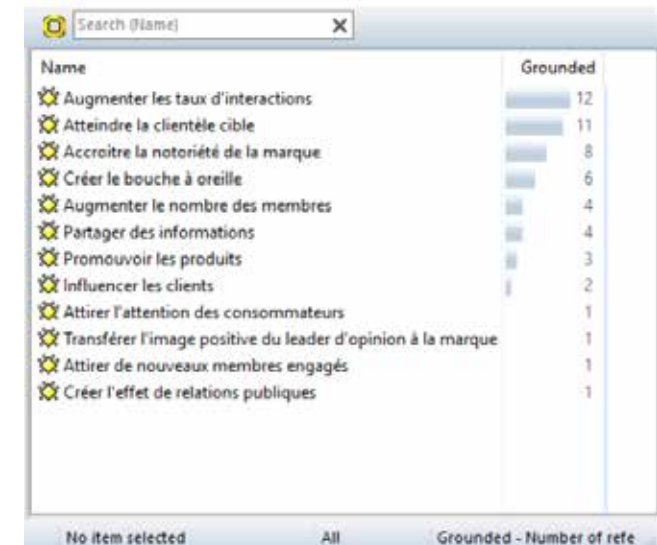 Search (Name)
Name Grounded
Augmenter les taux d'interactions 12
Atteindre la clientèle cible 11
Accroitre la notoriété de la marque 8
Créer le bouche à oreille 6
Augmenter le nombre des membres 4
Partager des informations 4
Promouvoir les produits 3
Influencer les clients 2
Attirer l'attention des consommateurs 1
Transférer l'image positive du leader d'opinion à la marque 1
Attirer de nouveaux membres engagés 1
Créer l'effet de relations publiques 1
No item selected All Grounded - Number of refe